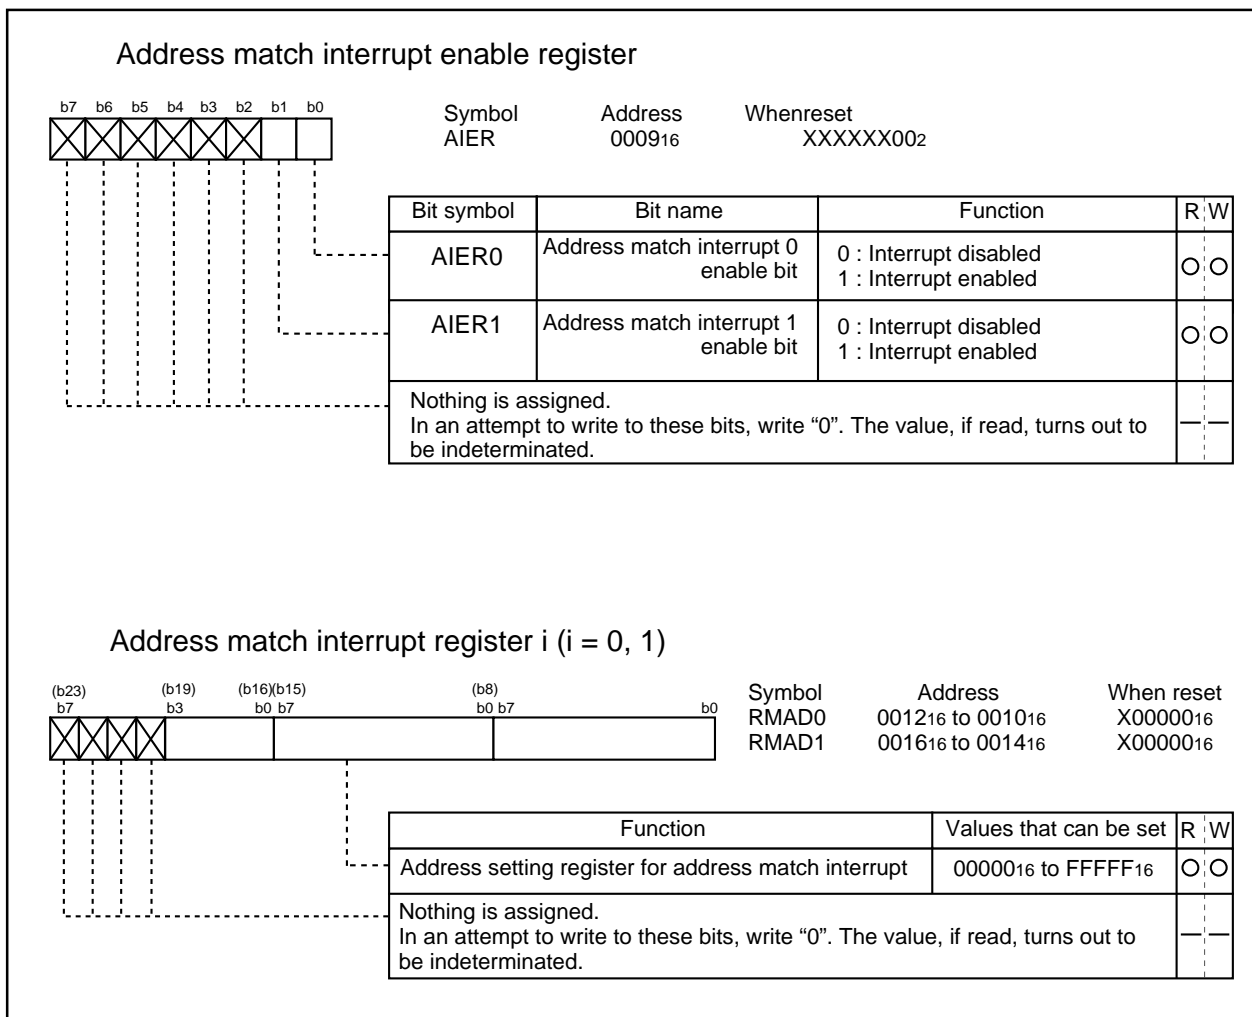 Address match interrupt enable register
b7 b6 b5 b4 b3 b2 b1 b0
Symbol Address Whenreset
AIER 000916 XXXXXX002
Bit symbol Bit name Function R W
AIER0 Address match interrupt 0 enable bit 0 : Interrupt disabled
1 : Interrupt enabled
AIER1 Address match interrupt 1 enable bit 0 : Interrupt disabled
1 : Interrupt enabled
Nothing is assigned.
In an attempt to write to these bits, write “0”. The value, if read, turns out to
be indeterminated.
Address match interrupt register i (i = 0, 1)
(b23) (b19) (b16)(b15) (b8)
b7 b3 b0 b7 b0 b7 b0
Symbol Address When reset
RMAD0 001216 to 001016 X0000016
RMAD1 001616 to 001416 X0000016
Function Values that can be set R W
Address setting register for address match interrupt 0000016 to FFFFF16
Nothing is assigned.
In an attempt to write to these bits, write “0”. The value, if read, turns out to
be indeterminated.